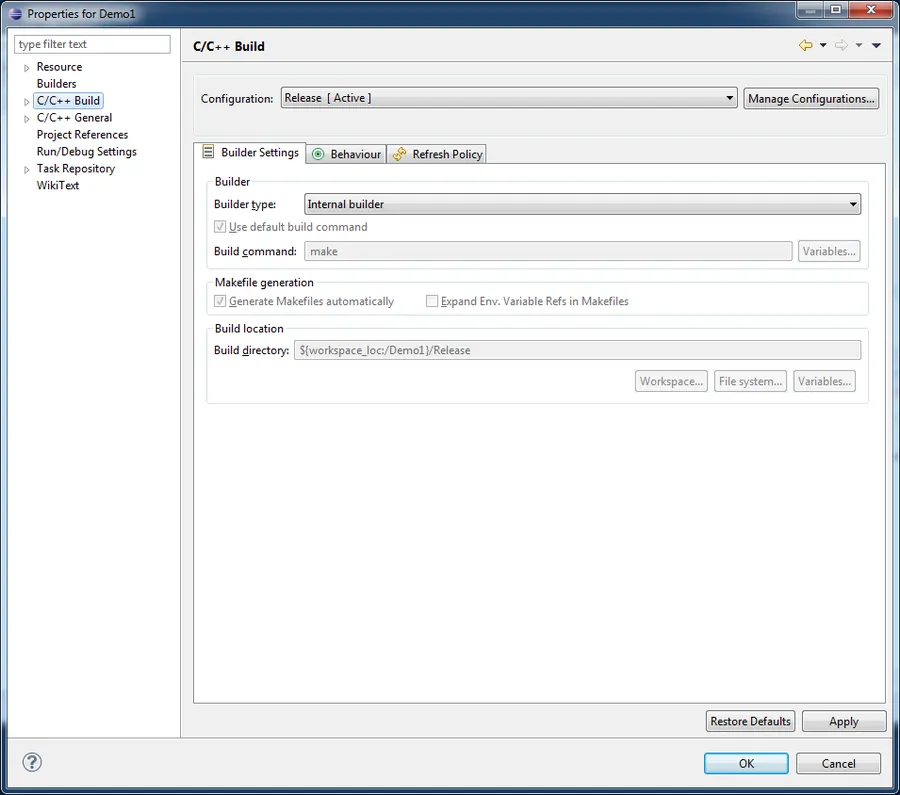 Properties for Demo1
type filter text
Resource
Builders
C/C++ Build
C/C++ General
Project References
Run/Debug Settings
Task Repository
WikiText
C/C++ Build
Configuration: Release [ Active ] Manage Configurations...
Builder Settings Behaviour Refresh Policy
Builder
Builder type: Internal builder
Use default build command
Build command: make Variables...
Makefile generation
Generate Makefiles automatically Expand Env. Variable Refs in Makefiles
Build location
Build directory: ${workspace_loc:/Demo1}/Release
Workspace... File system... Variables...
Restore Defaults Apply
? OK Cancel